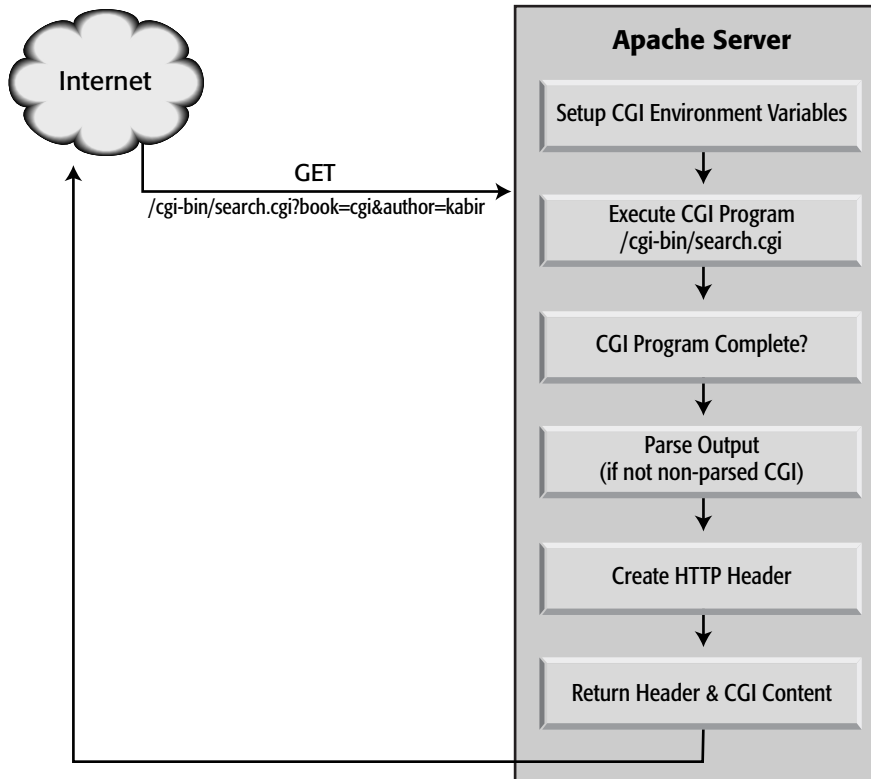 Internet
GET
/cgi-bin/search.cgi?book=cgi&author=kabir
Apache Server
Setup CGI Environment Variables
Execute CGI Program
/cgi-bin/search.cgi
CGI Program Complete?
Parse Output
(if not non-parsed CGI)
Create HTTP Header
Return Header & CGI Content